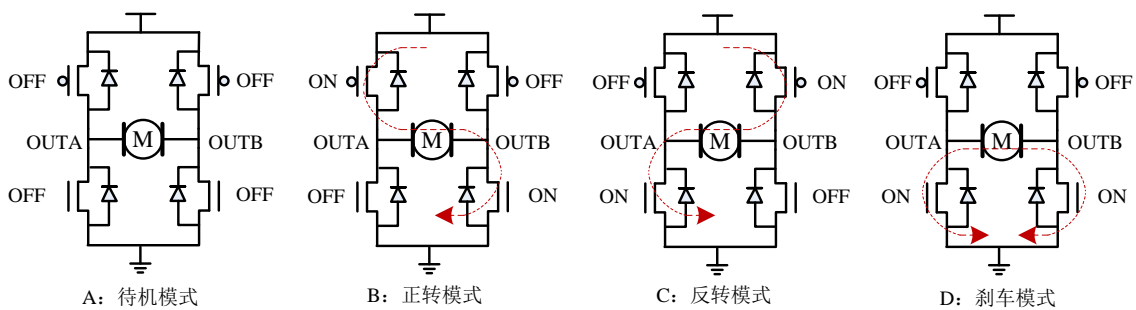 OFF OFF
OUTA M OUTB
OFF OFF
A：待机模式
ON OFF
OUTA M OUTB
OFF ON
B：正转模式
OFF ON
OUTA M OUTB
ON OFF
C：反转模式
OFF OFF
OUTA M OUTB
ON ON
D：刹车模式